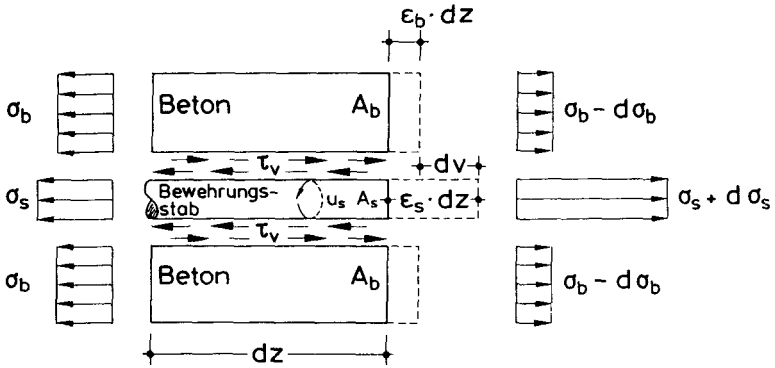 ε_b · dz
σ_b
Beton A_b
σ_b – dσ_b
τ_v
dv
σ_s
Bewehrungs-
stab
u_s A_s
ε_s · dz
σ_s + dσ_s
τ_v
σ_b
Beton A_b
σ_b – dσ_b
dz